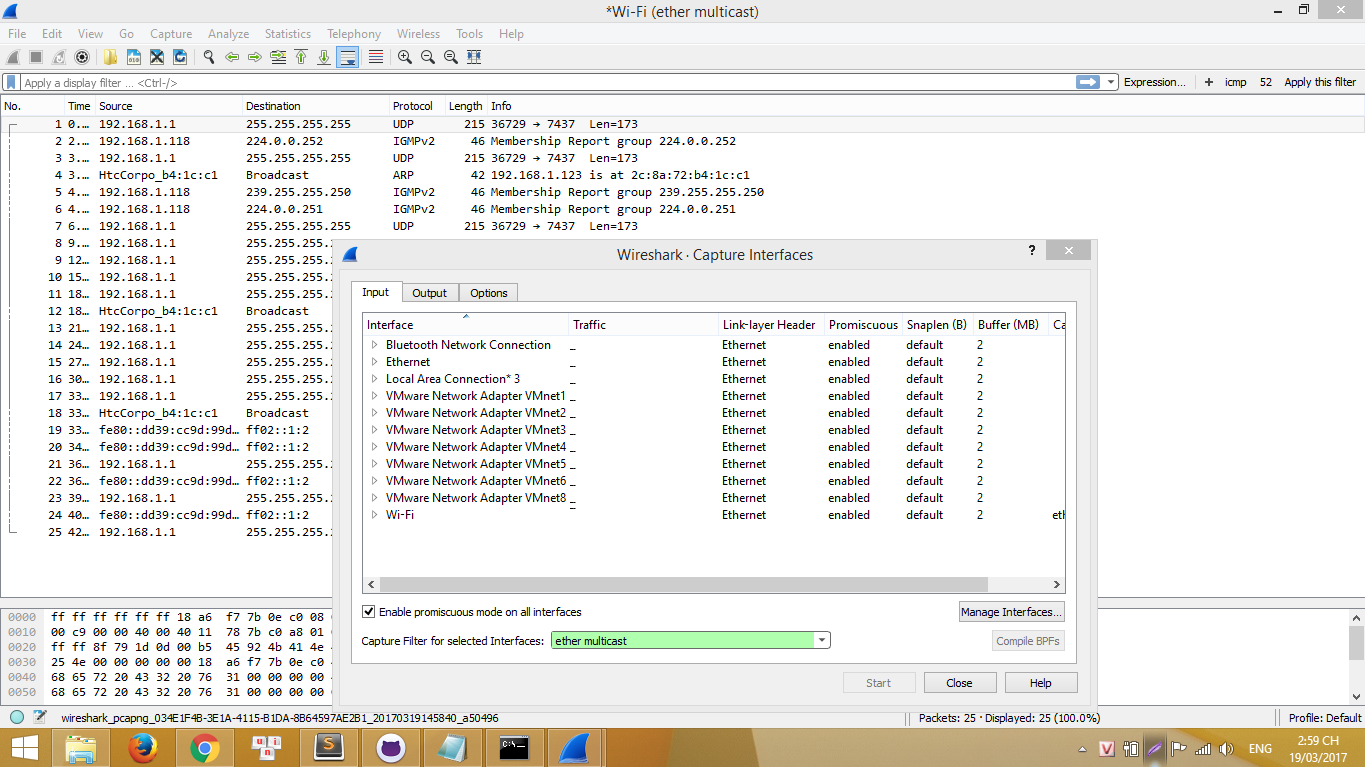 *Wi-Fi (ether multicast)
File Edit View Go Capture Analyze Statistics Telephony Wireless Tools Help
Apply a display filter ... <Ctrl-/>
Expression... + icmp 52 Apply this filter
No. Time Source Destination Protocol Length Info
1 0.… 192.168.1.1 255.255.255.255 UDP 215 36729 → 7437 Len=173
2 2.… 192.168.1.118 224.0.0.252 IGMPv2 46 Membership Report group 224.0.0.252
3 3.… 192.168.1.1 255.255.255.255 UDP 215 36729 → 7437 Len=173
4 3.… HtcCorpo_b4:1c:c1 Broadcast ARP 42 192.168.1.123 is at 2c:8a:72:b4:1c:c1
5 4.… 192.168.1.118 239.255.255.250 IGMPv2 46 Membership Report group 239.255.255.250
6 4.… 192.168.1.118 224.0.0.251 IGMPv2 46 Membership Report group 224.0.0.251
7 6.… 192.168.1.1 255.255.255.255 UDP 215 36729 → 7437 Len=173
8 9.… 192.168.1.1 255.255.255.
9 12… 192.168.1.1 255.255.255.
10 15… 192.168.1.1 255.255.255.
11 18… 192.168.1.1 255.255.255.
12 18… HtcCorpo_b4:1c:c1 Broadcast
13 21… 192.168.1.1 255.255.255.
14 24… 192.168.1.1 255.255.255.
15 27… 192.168.1.1 255.255.255.
16 30… 192.168.1.1 255.255.255.
17 33… 192.168.1.1 255.255.255.
18 33… HtcCorpo_b4:1c:c1 Broadcast
19 33… fe80::dd39:cc9d:99d… ff02::1:2
20 34… fe80::dd39:cc9d:99d… ff02::1:2
21 36… 192.168.1.1 255.255.255.
22 36… fe80::dd39:cc9d:99d… ff02::1:2
23 39… 192.168.1.1 255.255.255.
24 40… fe80::dd39:cc9d:99d… ff02::1:2
25 42… 192.168.1.1 255.255.255.
Wireshark · Capture Interfaces
?
Input Output Options
Interface Traffic Link-layer Header Promiscuous Snaplen (B) Buffer (MB) Ca
Bluetooth Network Connection _ Ethernet enabled default 2
Ethernet _ Ethernet enabled default 2
Local Area Connection* 3 _ Ethernet enabled default 2
VMware Network Adapter VMnet1 _ Ethernet enabled default 2
VMware Network Adapter VMnet2 _ Ethernet enabled default 2
VMware Network Adapter VMnet3 _ Ethernet enabled default 2
VMware Network Adapter VMnet4 _ Ethernet enabled default 2
VMware Network Adapter VMnet5 _ Ethernet enabled default 2
VMware Network Adapter VMnet6 _ Ethernet enabled default 2
VMware Network Adapter VMnet8 _ Ethernet enabled default 2
Wi-Fi Ethernet enabled default 2 eth
Enable promiscuous mode on all interfaces
Manage Interfaces...
Capture Filter for selected Interfaces: ether multicast
Compile BPFs
Start Close Help
0000 ff ff ff ff ff ff 18 a6 f7 7b 0e c0 08
0010 00 c9 00 00 40 00 40 11 78 7b c0 a8 01
0020 ff ff 8f 79 1d 0d 00 b5 45 92 4b 41 4e
0030 25 4e 00 00 00 00 00 18 a6 f7 7b 0e c0
0040 68 65 72 20 43 32 20 76 31 00 00 00 00
0050 68 65 72 20 43 32 20 76 31 00 00 00 00
wireshark_pcapng_034E1F4B-3E1A-4115-B1DA-8B64597AE2B1_20170319145840_a50496
Packets: 25 · Displayed: 25 (100.0%)
Profile: Default
ENG
2:59 CH
19/03/2017